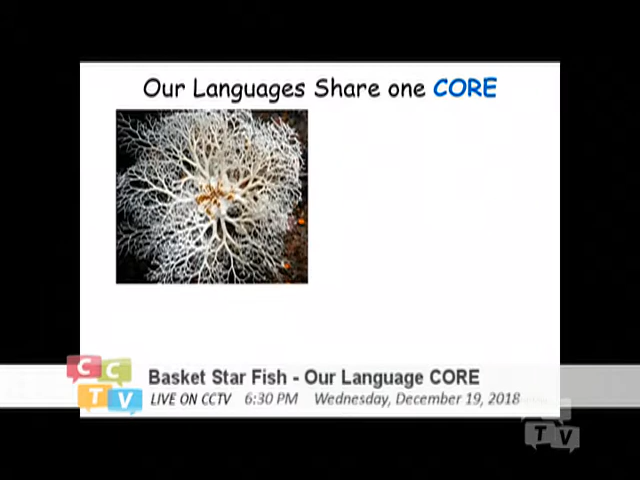 Our Languages Share one CORE
Basket Star Fish - Our Language CORE
LIVE ON CCTV 6:30 PM Wednesday, December 19, 2018
C C
T V
T V